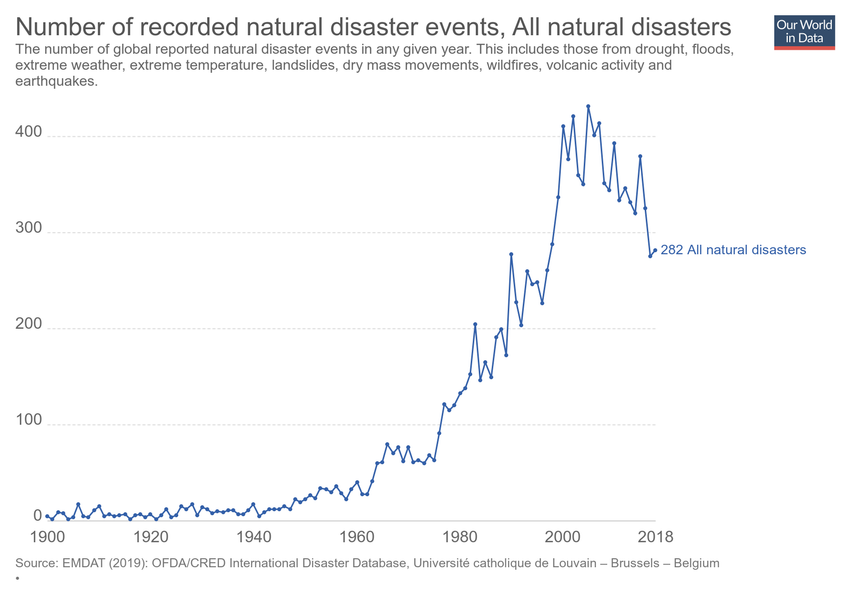 Number of recorded natural disaster events, All natural disasters
Our World
in Data
The number of global reported natural disaster events in any given year. This includes those from drought, floods,
extreme weather, extreme temperature, landslides, dry mass movements, wildfires, volcanic activity and
earthquakes.
400
300
282 All natural disasters
200
100
0
1900 1920 1940 1960 1980 2000 2018
Source: EMDAT (2019): OFDA/CRED International Disaster Database, Université catholique de Louvain – Brussels – Belgium
•